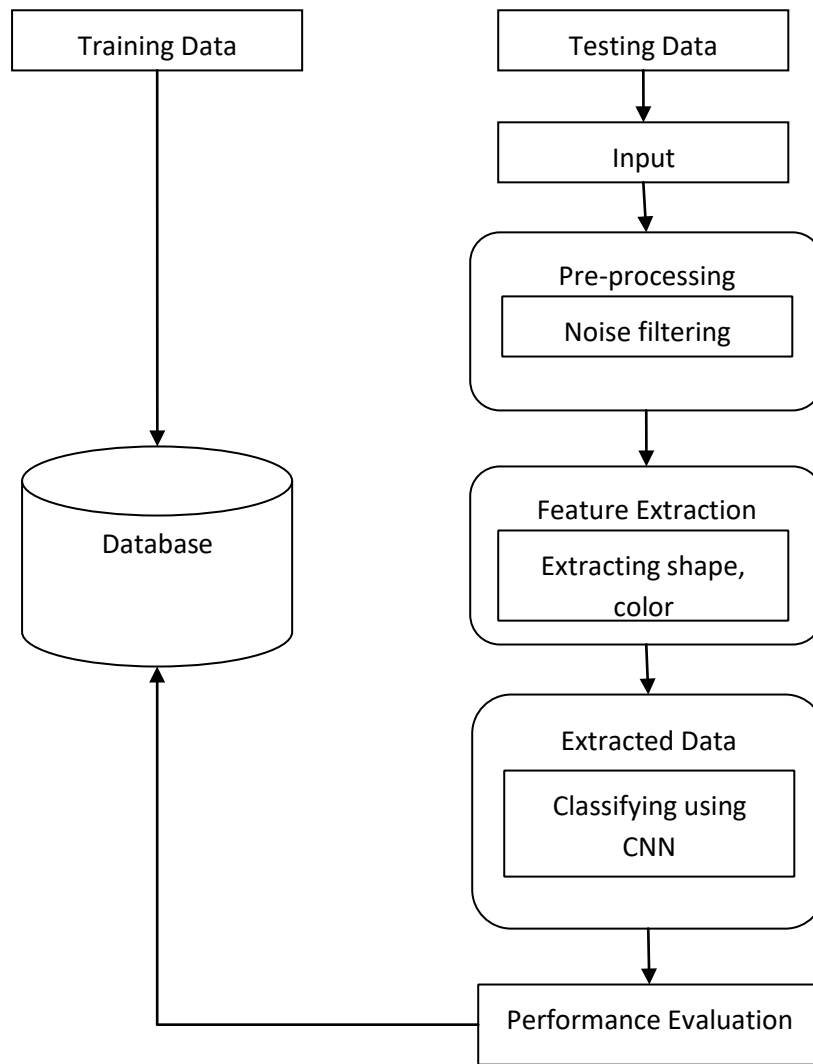 Training Data
Testing Data
Input
Pre-processing
Noise filtering
Feature Extraction
Extracting shape,
color
Database
Extracted Data
Classifying using
CNN
Performance Evaluation